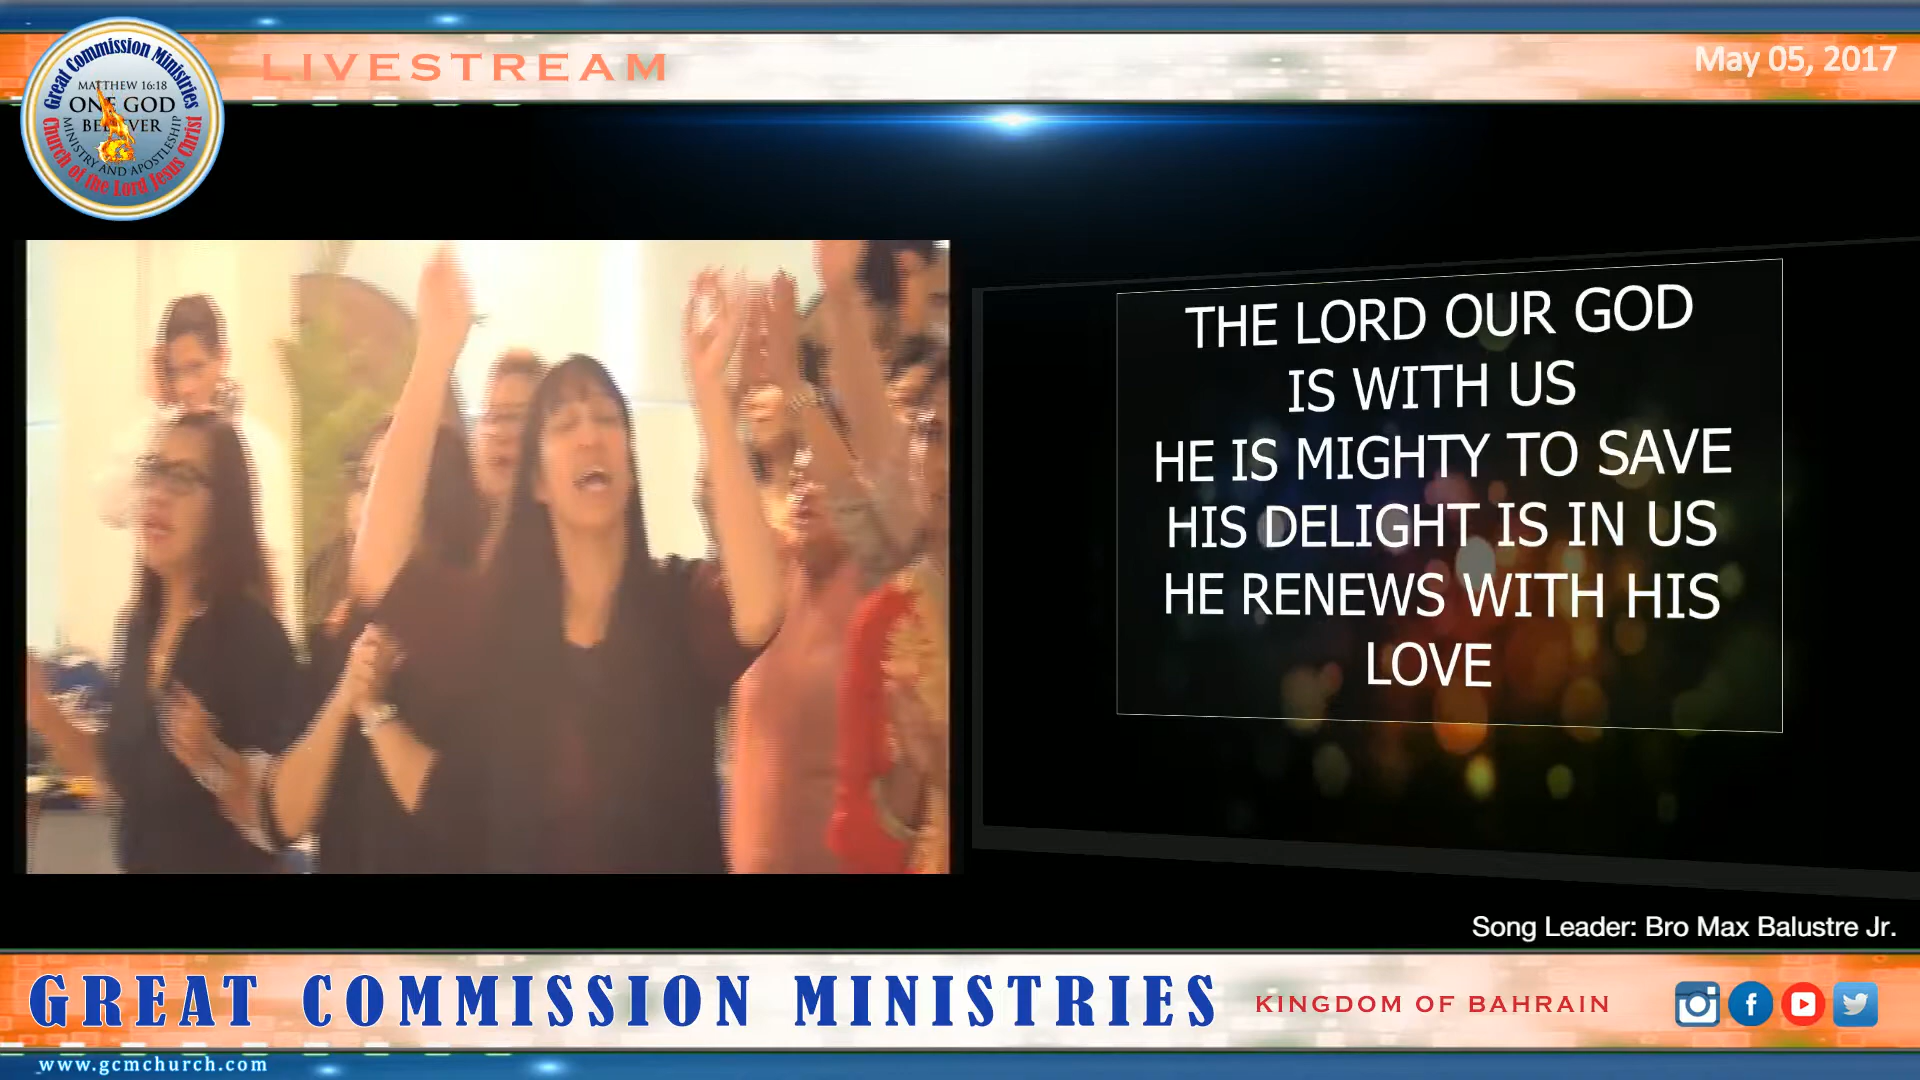 Great Commission Ministries
MATTHEW 16:18
ONE GOD
BELIEVER
MINISTRY AND APOSTLESHIP
Church of the Lord Jesus Christ
LIVESTREAM
May 05, 2017
THE LORD OUR GOD
IS WITH US
HE IS MIGHTY TO SAVE
HIS DELIGHT IS IN US
HE RENEWS WITH HIS
LOVE
Song Leader: Bro Max Balustre Jr.
GREAT COMMISSION MINISTRIES
KINGDOM OF BAHRAIN
www.gcmchurch.com